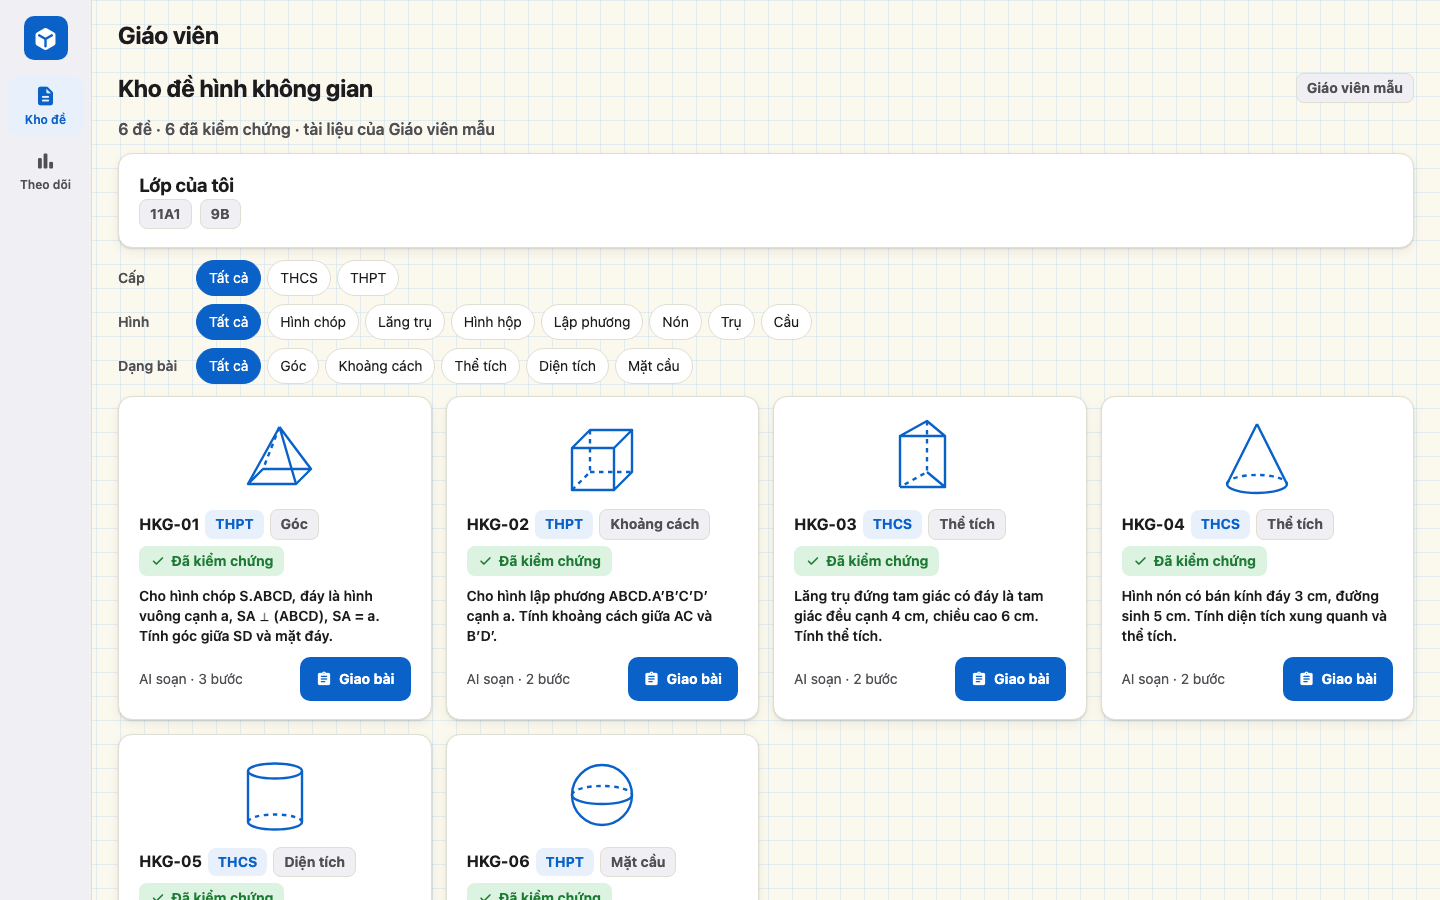 Giáo viên
Kho đề hình không gian
Giáo viên mẫu
6 đề · 6 đã kiểm chứng · tài liệu của Giáo viên mẫu
Kho đề
Theo dõi
Lớp của tôi
11A1 9B
Cấp Tất cả THCS THPT
Hình Tất cả Hình chóp Lăng trụ Hình hộp Lập phương Nón Trụ Cầu
Dạng bài Tất cả Góc Khoảng cách Thể tích Diện tích Mặt cầu
HKG-01 THPT Góc
Đã kiểm chứng
Cho hình chóp S.ABCD, đáy là hình
vuông cạnh a, SA ⊥ (ABCD), SA = a.
Tính góc giữa SD và mặt đáy.
AI soạn · 3 bước Giao bài
HKG-02 THPT Khoảng cách
Đã kiểm chứng
Cho hình lập phương ABCD.A’B’C’D’
cạnh a. Tính khoảng cách giữa AC và
B’D’.
AI soạn · 2 bước Giao bài
HKG-03 THCS Thể tích
Đã kiểm chứng
Lăng trụ đứng tam giác có đáy là tam
giác đều cạnh 4 cm, chiều cao 6 cm.
Tính thể tích.
AI soạn · 2 bước Giao bài
HKG-04 THCS Thể tích
Đã kiểm chứng
Hình nón có bán kính đáy 3 cm, đường
sinh 5 cm. Tính diện tích xung quanh và
thể tích.
AI soạn · 2 bước Giao bài
HKG-05 THCS Diện tích
Đã kiểm chứng
HKG-06 THPT Mặt cầu
Đã kiểm chứng